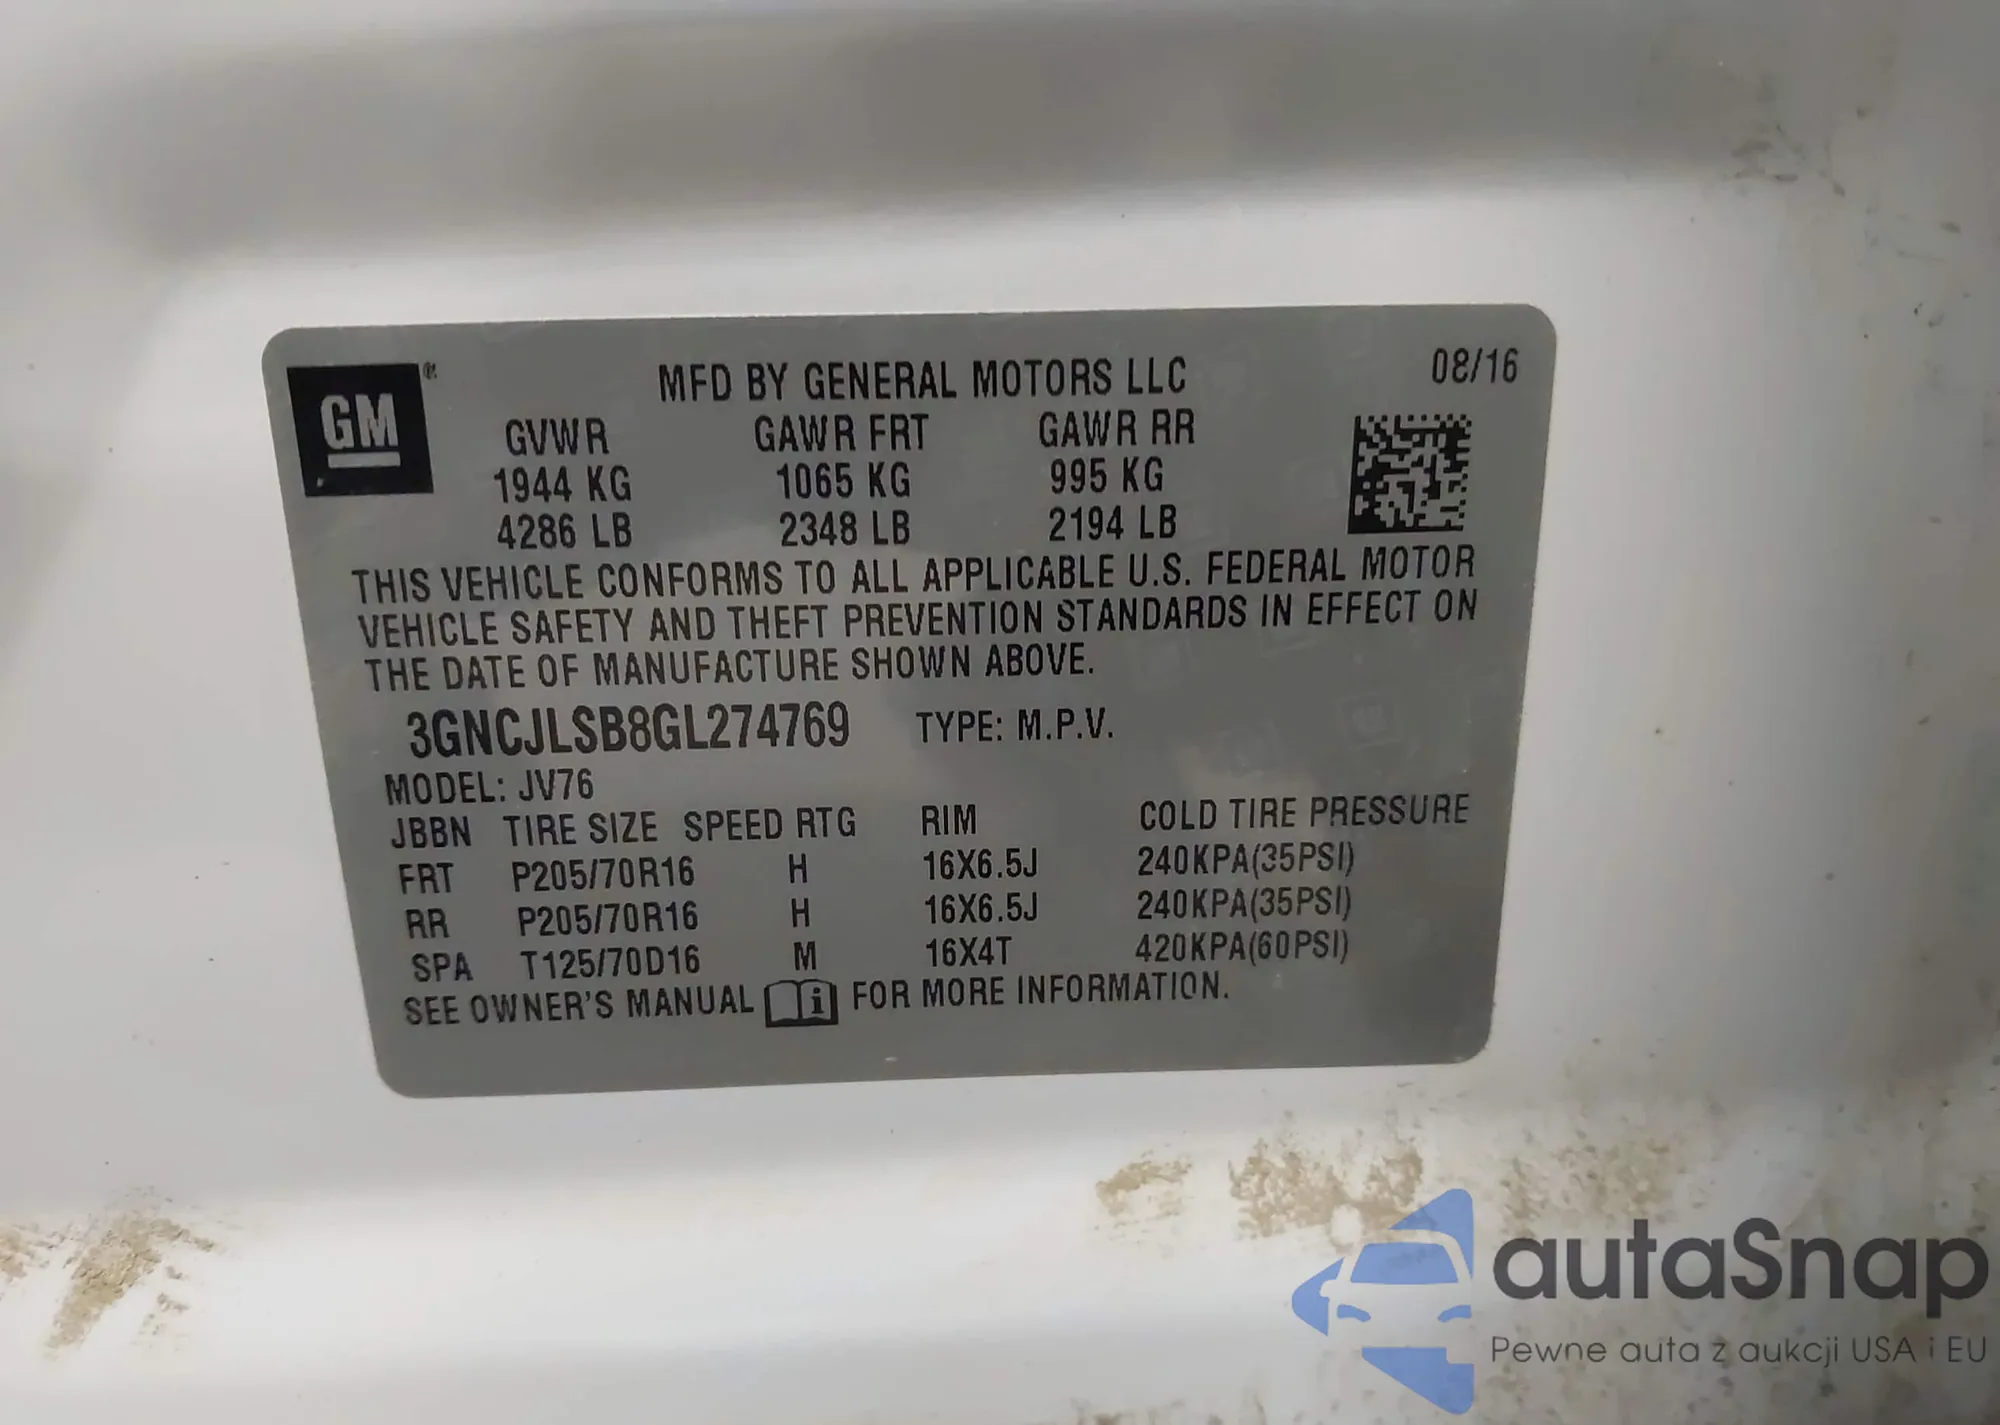 GM®
MFD BY GENERAL MOTORS LLC 08/16
GVWR GAWR FRT GAWR RR
1944 KG 1065 KG 995 KG
4286 LB 2348 LB 2194 LB
THIS VEHICLE CONFORMS TO ALL APPLICABLE U.S. FEDERAL MOTOR
VEHICLE SAFETY AND THEFT PREVENTION STANDARDS IN EFFECT ON
THE DATE OF MANUFACTURE SHOWN ABOVE.
3GNCJLSB8GL274769 TYPE: M.P.V.
MODEL: JV76
JBBN TIRE SIZE SPEED RTG RIM COLD TIRE PRESSURE
FRT P205/70R16 H 16X6.5J 240KPA(35PSI)
RR P205/70R16 H 16X6.5J 240KPA(35PSI)
SPA T125/70D16 M 16X4T 420KPA(60PSI)
SEE OWNER'S MANUAL i FOR MORE INFORMATION.
autaSnap
Pewne auta z aukcji USA i EU